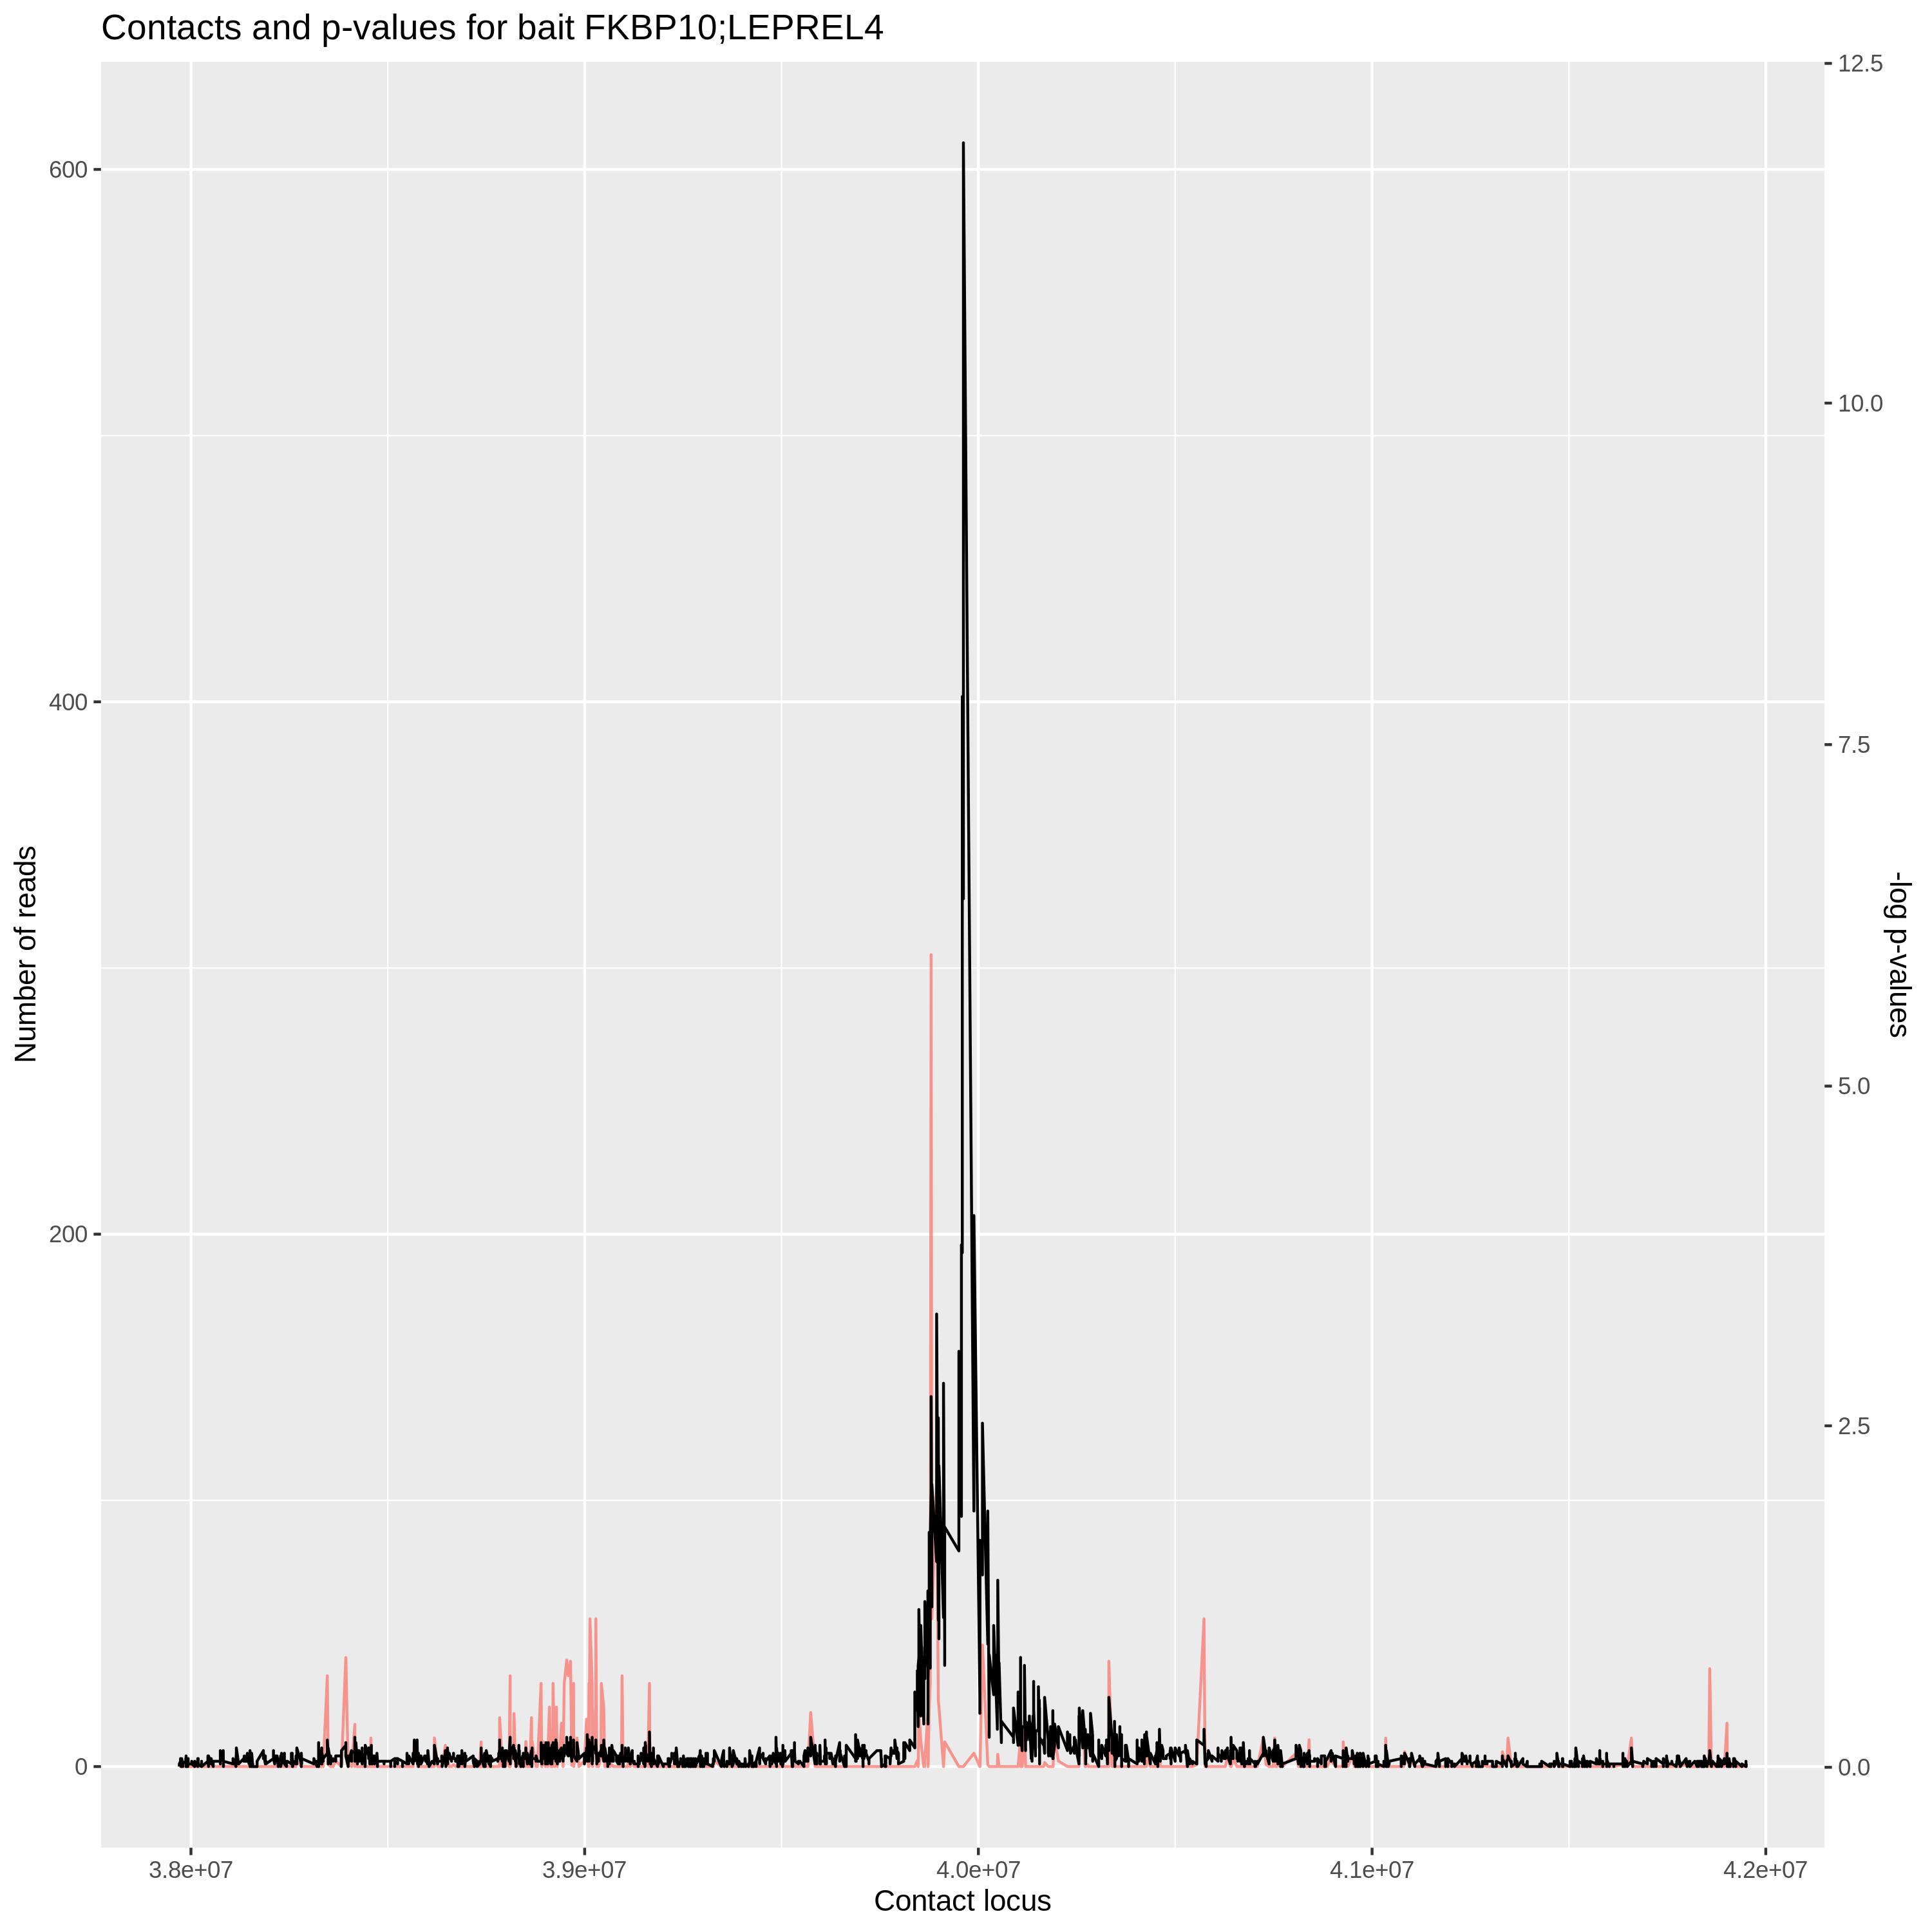 Contacts and p-values for bait FKBP10;LEPREL4
Number of reads
600
400
200
0
12.5
10.0
7.5
5.0
2.5
0.0
-log p-values
3.8e+07
3.9e+07
4.0e+07
4.1e+07
4.2e+07
Contact locus